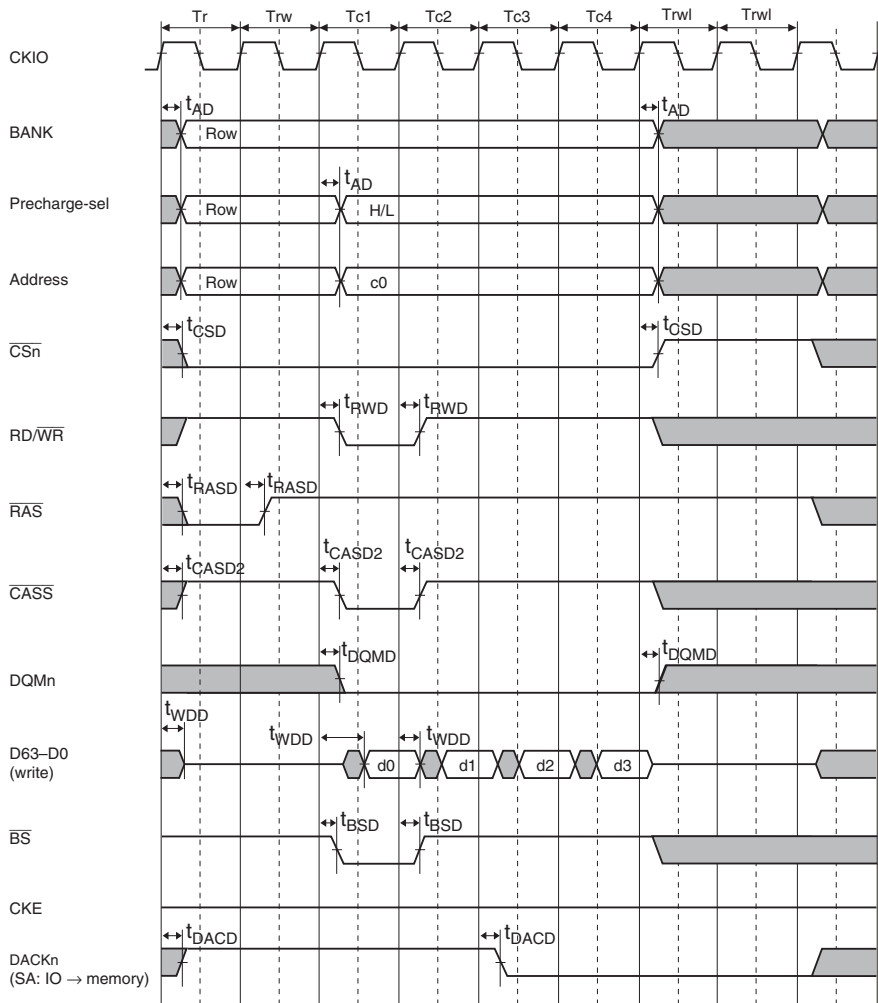 Tr Trw Tc1 Tc2 Tc3 Tc4 Trwl Trwl
CKIO
tAD tAD
BANK Row
tAD
Precharge-sel Row H/L
Address Row c0
tCSD tCSD
CSn
tRWD tRWD
RD/WR
tRASD tRASD
RAS
tCASD2 tCASD2 tCASD2
CASS
tDQMD tDQMD
DQMn
tWDD tWDD tWDD
D63–D0 d0 d1 d2 d3
(write)
tBSD tBSD
BS
CKE
tDACD tDACD
DACKn
(SA: IO → memory)